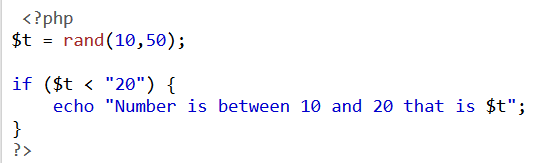 <?php
$t = rand(10,50);
if ($t < "20") {
echo "Number is between 10 and 20 that is $t";
}
?>